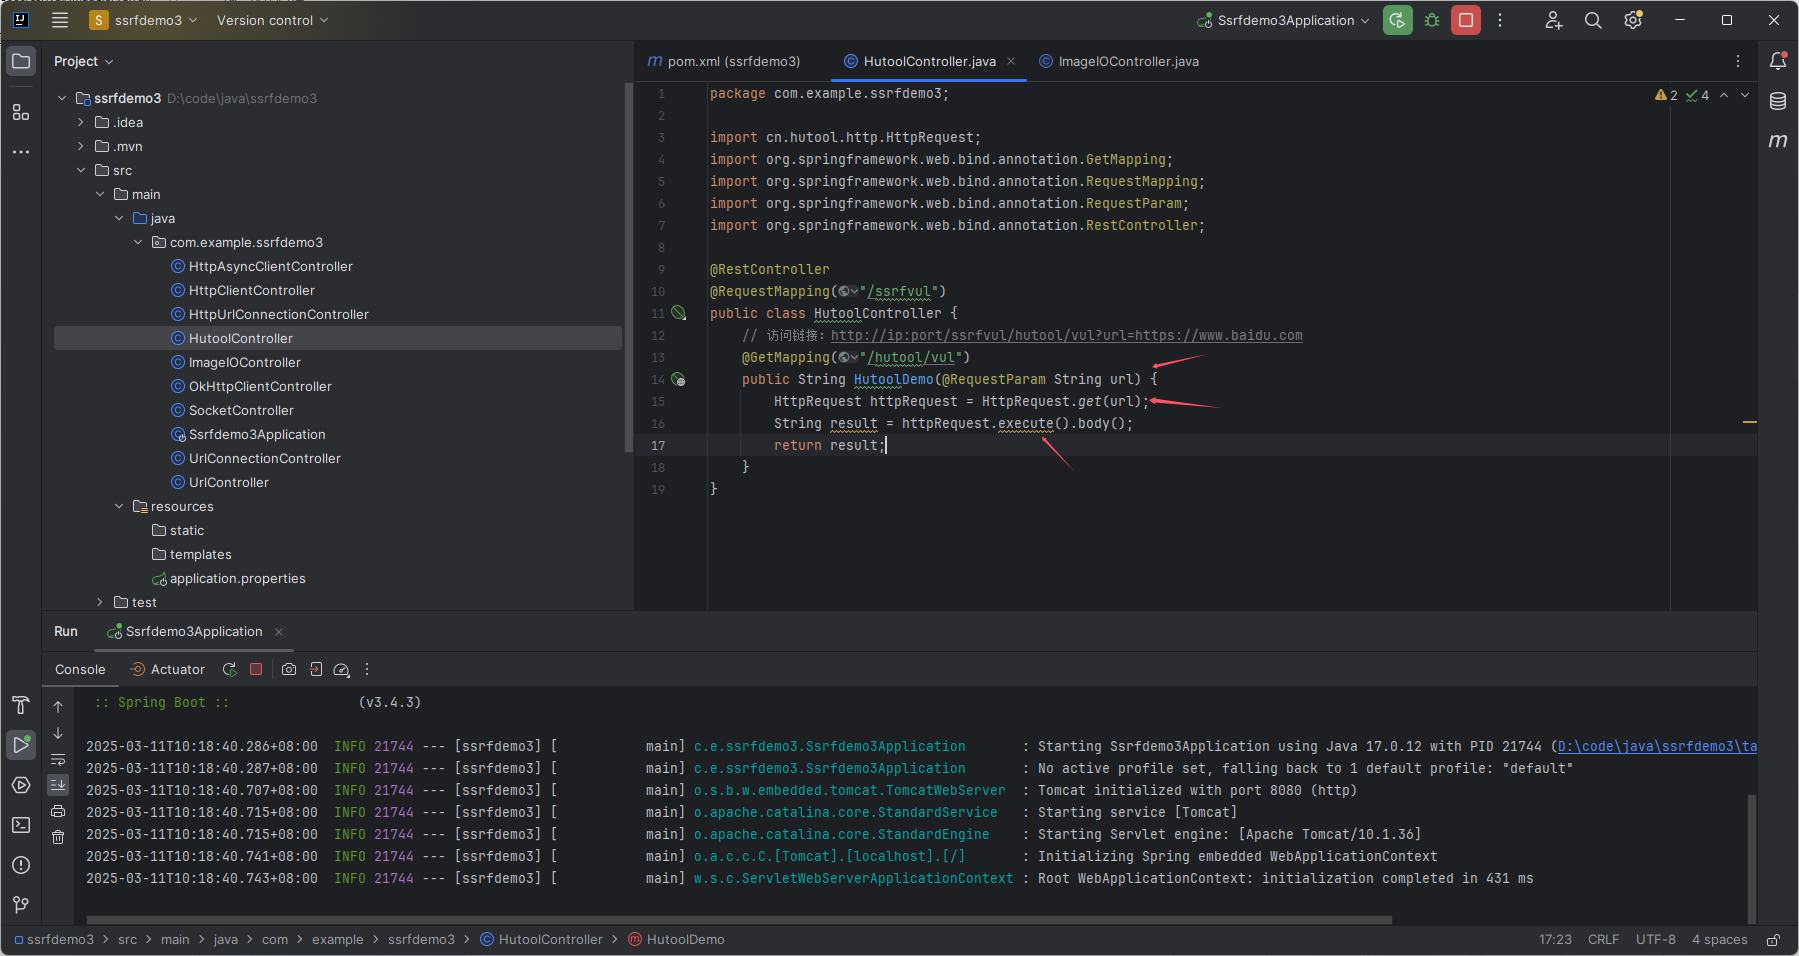 S ssrfdemo3 Version control Ssrfdemo3Application
Project
pom.xml (ssrfdemo3) HutoolController.java ImageIOController.java
ssrfdemo3 D:\code\java\ssrfdemo3
.idea
.mvn
src
main
java
com.example.ssrfdemo3
HttpAsyncClientController
HttpClientController
HttpUrlConnectionController
HutoolController
ImageIOController
OkHttpClientController
SocketController
Ssrfdemo3Application
UrlConnectionController
UrlController
resources
static
templates
application.properties
test
2 4
1 package com.example.ssrfdemo3;
2
3 import cn.hutool.http.HttpRequest;
4 import org.springframework.web.bind.annotation.GetMapping;
5 import org.springframework.web.bind.annotation.RequestMapping;
6 import org.springframework.web.bind.annotation.RequestParam;
7 import org.springframework.web.bind.annotation.RestController;
8
9 @RestController
10 @RequestMapping("/ssrfvul")
11 public class HutoolController {
12 // 访问链接：http://ip:port/ssrfvul/hutool/vul?url=https://www.baidu.com
13 @GetMapping("/hutool/vul")
14 public String HutoolDemo(@RequestParam String url) {
15 HttpRequest httpRequest = HttpRequest.get(url);
16 String result = httpRequest.execute().body();
17 return result;
18 }
19 }
Run Ssrfdemo3Application
Console Actuator
:: Spring Boot :: (v3.4.3)
2025-03-11T10:18:40.286+08:00 INFO 21744 --- [ssrfdemo3] [ main] c.e.ssrfdemo3.Ssrfdemo3Application : Starting Ssrfdemo3Application using Java 17.0.12 with PID 21744 (D:\code\java\ssrfdemo3\ta
2025-03-11T10:18:40.287+08:00 INFO 21744 --- [ssrfdemo3] [ main] c.e.ssrfdemo3.Ssrfdemo3Application : No active profile set, falling back to 1 default profile: "default"
2025-03-11T10:18:40.707+08:00 INFO 21744 --- [ssrfdemo3] [ main] o.s.b.w.embedded.tomcat.TomcatWebServer : Tomcat initialized with port 8080 (http)
2025-03-11T10:18:40.715+08:00 INFO 21744 --- [ssrfdemo3] [ main] o.apache.catalina.core.StandardService : Starting service [Tomcat]
2025-03-11T10:18:40.715+08:00 INFO 21744 --- [ssrfdemo3] [ main] o.apache.catalina.core.StandardEngine : Starting Servlet engine: [Apache Tomcat/10.1.36]
2025-03-11T10:18:40.741+08:00 INFO 21744 --- [ssrfdemo3] [ main] o.a.c.c.C.[Tomcat].[localhost].[/] : Initializing Spring embedded WebApplicationContext
2025-03-11T10:18:40.743+08:00 INFO 21744 --- [ssrfdemo3] [ main] w.s.c.ServletWebServerApplicationContext : Root WebApplicationContext: initialization completed in 431 ms
ssrfdemo3 > src > main > java > com > example > ssrfdemo3 > HutoolController > HutoolDemo 17:23 CRLF UTF-8 4 spaces